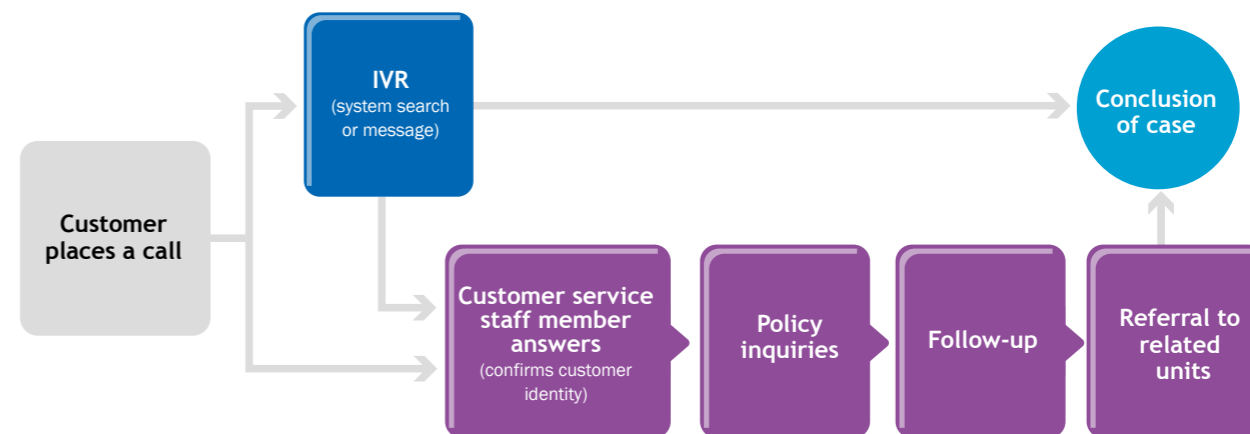 IVR
(system search
or message)
Conclusion
of case
Customer
places a call
Customer service
staff member
answers
(confirms customer
identity)
Policy
inquiries
Follow-up
Referral to
related
units